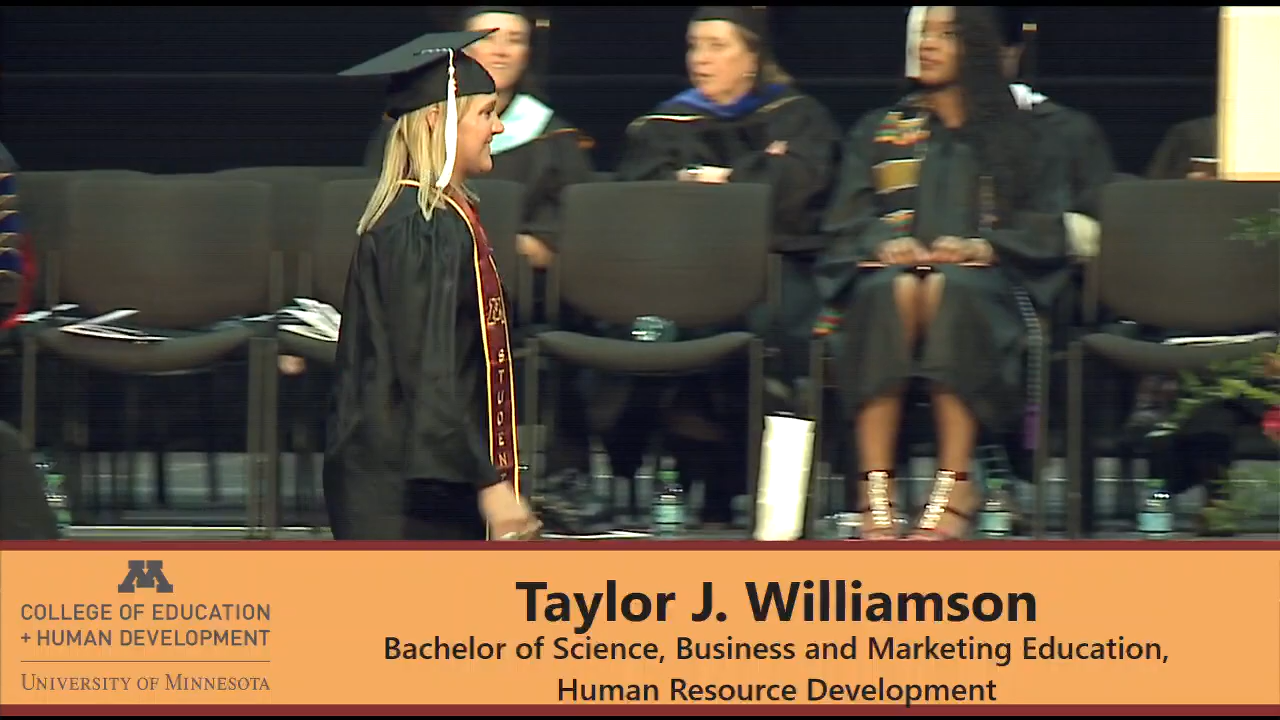 M
STUDENT
M
COLLEGE OF EDUCATION
+ HUMAN DEVELOPMENT
UNIVERSITY OF MINNESOTA
Taylor J. Williamson
Bachelor of Science, Business and Marketing Education,
Human Resource Development